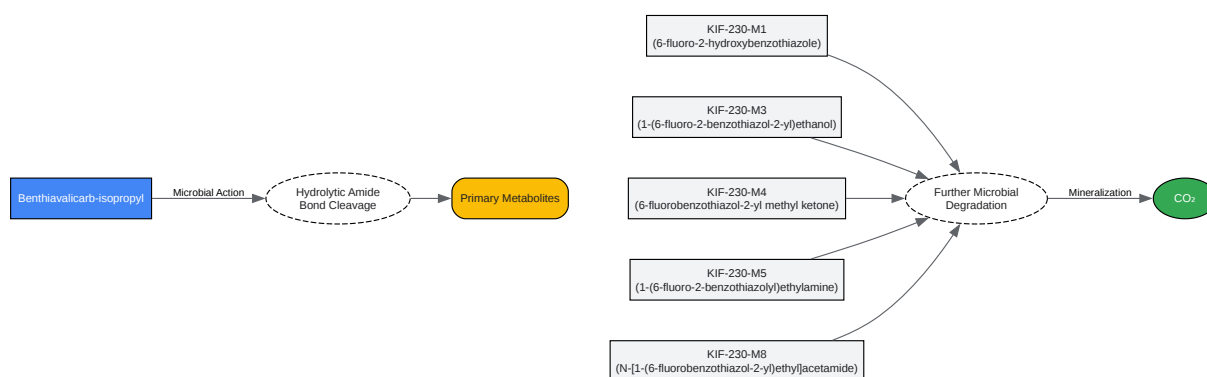 Benthiavalicarb-isopropyl
Microbial Action
Hydrolytic Amide
Bond Cleavage
Primary Metabolites
KIF-230-M1
(6-fluoro-2-hydroxybenzothiazole)
KIF-230-M3
(1-(6-fluoro-2-benzothiazol-2-yl)ethanol)
KIF-230-M4
(6-fluorobenzothiazol-2-yl methyl ketone)
KIF-230-M5
(1-(6-fluoro-2-benzothiazolyl)ethylamine)
KIF-230-M8
(N-[1-(6-fluorobenzothiazol-2-yl)ethyl]acetamide)
Further Microbial
Degradation
Mineralization
CO₂